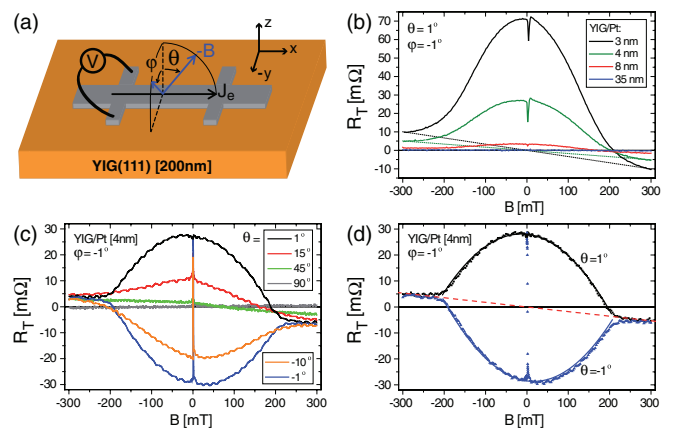 (a)
z
x
-y
V
φ
θ
-B
J_e
YIG(111) [200nm]
(b)
θ = 1°
φ= -1°
YIG/Pt:
3 nm
4 nm
8 nm
35 nm
R_T [mΩ]
70
60
50
40
30
20
10
0
-10
-300 -200 -100 0 100 200 300
B [mT]
(c)
YIG/Pt [4nm]
φ= -1°
θ =
1°
15°
45°
90°
-10°
-1°
R_T [mΩ]
30
20
10
0
-10
-20
-30
-300 -200 -100 0 100 200 300
B [mT]
(d)
YIG/Pt [4nm]
φ= -1°
θ=1°
θ=-1°
R_T [mΩ]
30
20
10
0
-10
-20
-30
-300 -200 -100 0 100 200 300
B [mT]